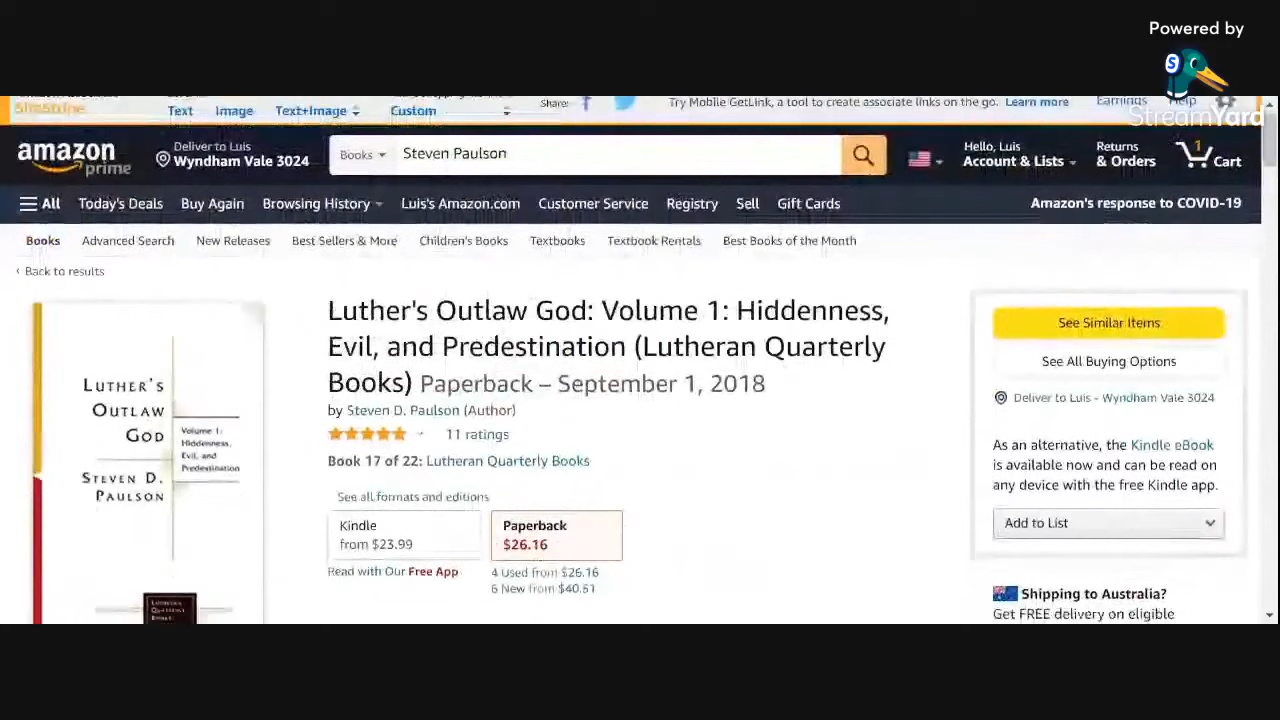 Powered by
S
StreamYard
SiteStripe
Text Image Text+Image Custom Share: Try Mobile GetLink, a tool to create associate links on the go. Learn more Earnings Help
amazon prime
Deliver to Luis
Wyndham Vale 3024
Books Steven Paulson
Hello, Luis
Account & Lists
Returns
& Orders
1
Cart
All Today's Deals Buy Again Browsing History Luis's Amazon.com Customer Service Registry Sell Gift Cards Amazon's response to COVID-19
Books Advanced Search New Releases Best Sellers & More Children's Books Textbooks Textbook Rentals Best Books of the Month
‹ Back to results
LUTHER'S
OUTLAW
GOD
Volume 1:
Hiddenness,
Evil, and
Predestination
STEVEN D.
PAULSON
LUTHERAN
QUARTERLY
BOOKS
Luther's Outlaw God: Volume 1: Hiddenness,
Evil, and Predestination (Lutheran Quarterly
Books) Paperback – September 1, 2018
by Steven D. Paulson (Author)
11 ratings
Book 17 of 22: Lutheran Quarterly Books
See all formats and editions
Kindle
from $23.99
Paperback
$26.16
Read with Our Free App
4 Used from $26.16
6 New from $40.51
See Similar Items
See All Buying Options
Deliver to Luis - Wyndham Vale 3024
As an alternative, the Kindle eBook
is available now and can be read on
any device with the free Kindle app.
Add to List
Shipping to Australia?
Get FREE delivery on eligible